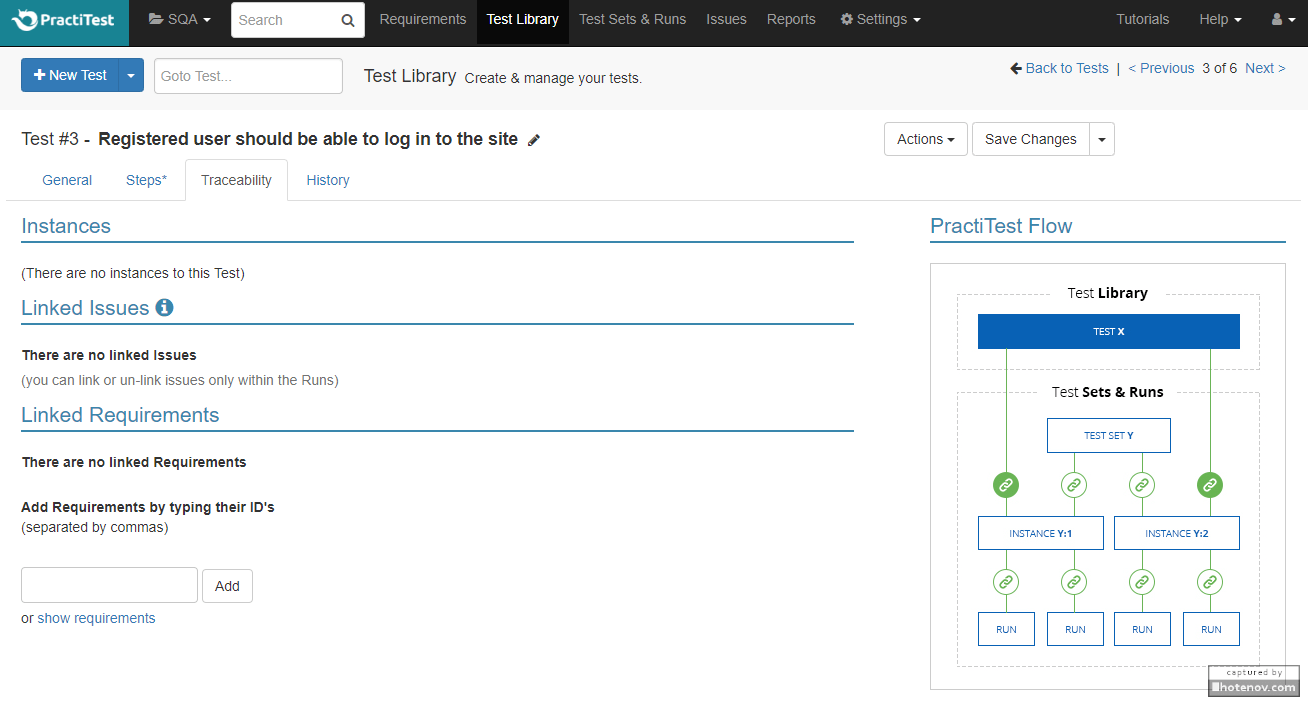 PractiTest SQA Search Requirements Test Library Test Sets & Runs Issues Reports Settings Tutorials Help
New Test Goto Test... Test Library Create & manage your tests. Back to Tests | < Previous 3 of 6 Next >
Test #3 - Registered user should be able to log in to the site Actions Save Changes
General Steps* Traceability History
Instances
(There are no instances to this Test)
Linked Issues
There are no linked Issues
(you can link or un-link issues only within the Runs)
Linked Requirements
There are no linked Requirements
Add Requirements by typing their ID's
(separated by commas)
Add
or show requirements
PractiTest Flow
Test Library
TEST X
Test Sets & Runs
TEST SET Y
INSTANCE Y:1 INSTANCE Y:2
RUN RUN RUN RUN
captured by
hotenov.com